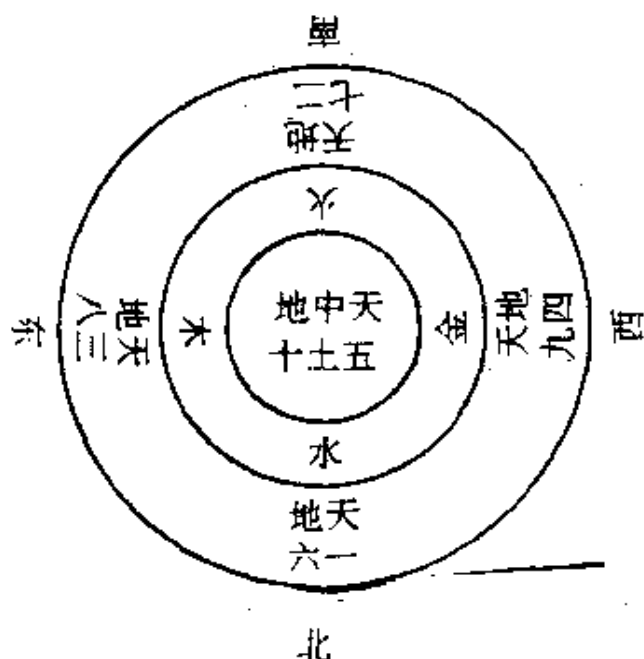 南
二七
地天
火
东
八三
地天
木
地中天
十土五
金
天地
九四
西
水
地天
六一
北